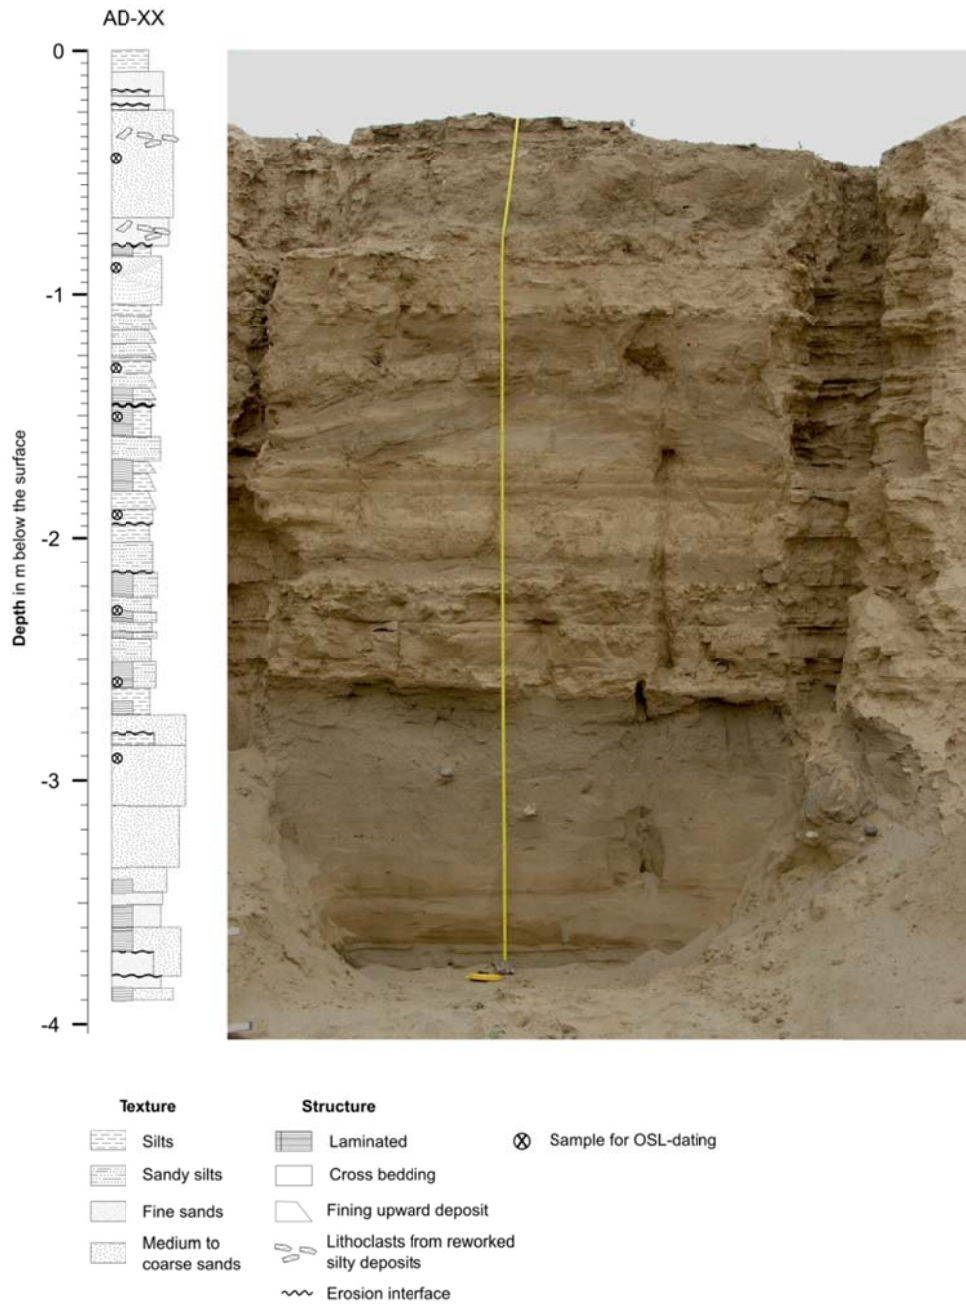 AD-XX
0
-1
-2
-3
-4
Depth in m below the surface
Texture
Silts
Sandy silts
Fine sands
Medium to
coarse sands
Structure
Laminated
Cross bedding
Fining upward deposit
Lithoclasts from reworked
silty deposits
Erosion interface
Sample for OSL-dating